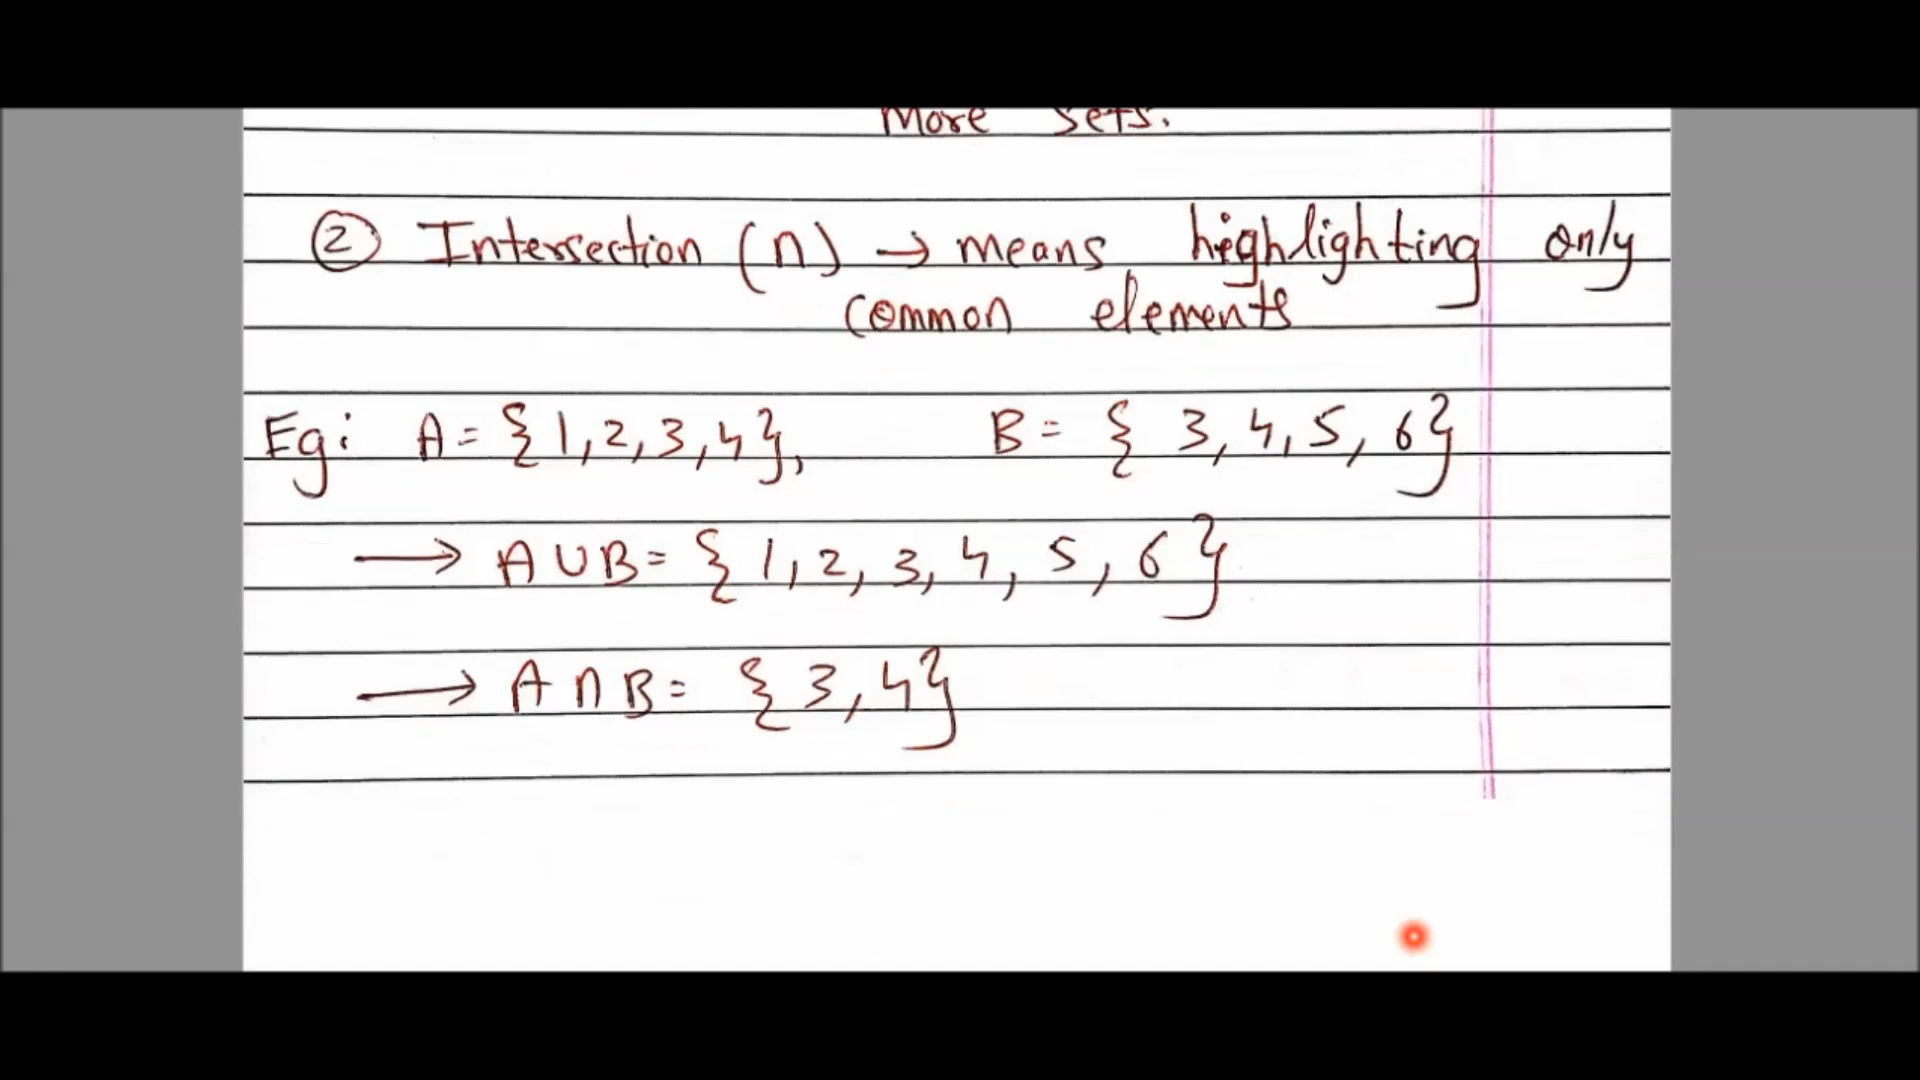 More sets.
② Intersection (∩) → means highlighting only
common elements
Eg: A = {1,2,3,4}, B = { 3,4,5,6}
→ A ∪ B = { 1, 2, 3, 4, 5, 6 }
→ A ∩ B = { 3, 4}